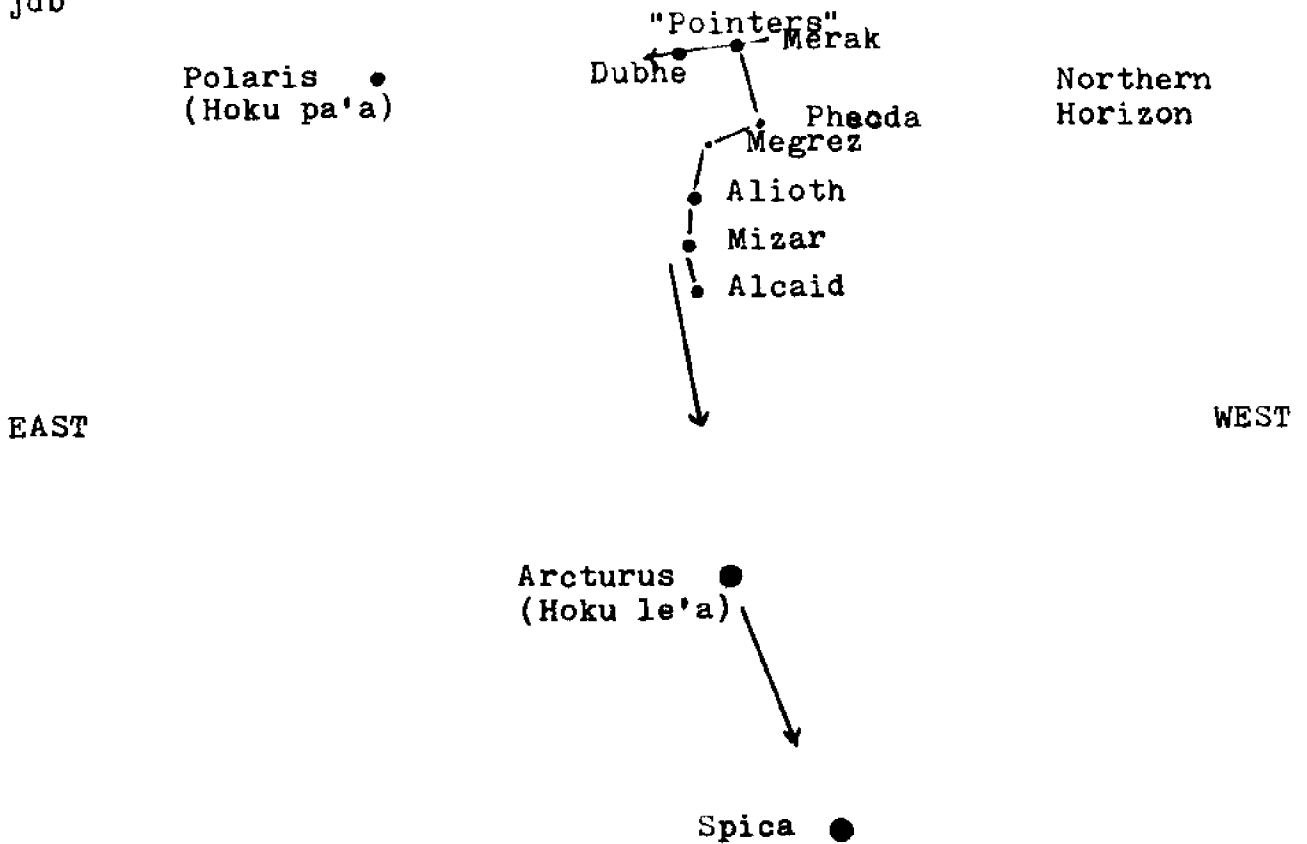 jdb
"Pointers"
Merak
Dubhe
Polaris
(Hoku pa'a)
Northern
Horizon
Phecda
Megrez
Alioth
Mizar
Alcaid
EAST
WEST
Arcturus
(Hoku le'a)
Spica